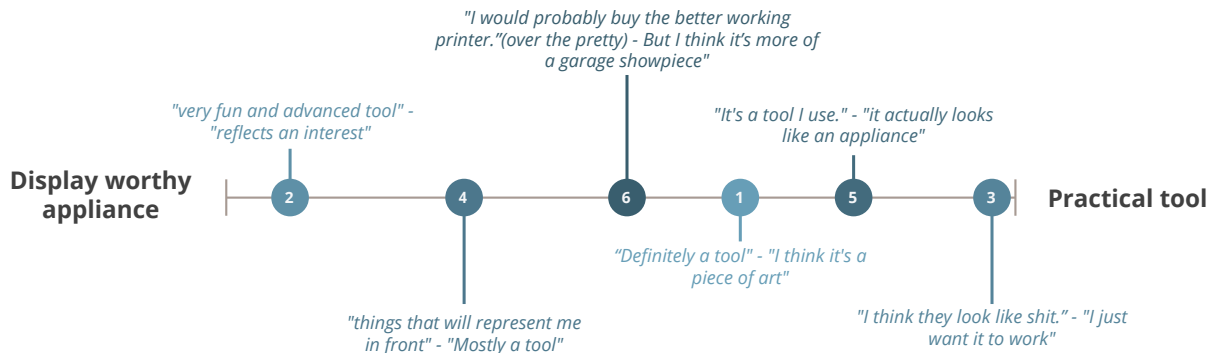 "I would probably buy the better working
printer.”(over the pretty) - But I think it’s more of
a garage showpiece"
"very fun and advanced tool" -
"reflects an interest"
"It's a tool I use." - "it actually looks
like an appliance"
Display worthy
appliance
2
4
6
1
5
3
Practical tool
“Definitely a tool" - "I think it's a
piece of art"
"things that will represent me
in front" - "Mostly a tool"
"I think they look like shit.” - "I just
want it to work"